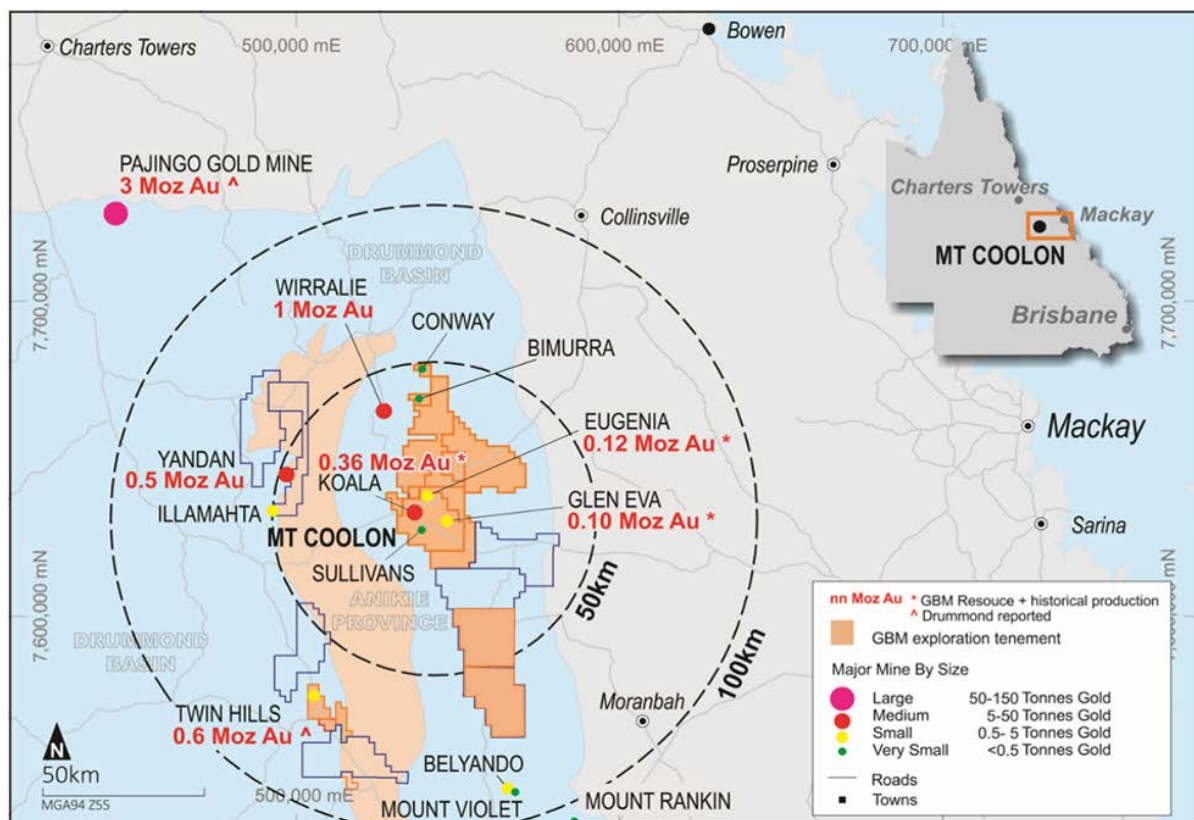 500,000 mE
600,000 mE
700,000 mE
Charters Towers
Bowen
PAJINGO GOLD MINE
3 Moz Au ^
Proserpine
Charters Towers
Mackay
MT COOLON
Brisbane
Collinsville
DRUMMOND
BASIN
WIRRALIE
1 Moz Au
7,700,000 mN
7,700,000 mN
CONWAY
BIMURRA
EUGENIA
0.12 Moz Au *
Mackay
YANDAN
0.5 Moz Au
0.36 Moz Au *
KOALA
GLEN EVA
0.10 Moz Au *
ILLAMAHTA
Sarina
MT COOLON
SULLIVANS
ANIKIE
PROVINCE
50km
100km
7,600,000 mN
DRUMMOND
BASIN
Moranbah
TWIN HILLS
0.6 Moz Au ^
BELYANDO
MOUNT VIOLET
MOUNT RANKIN
500,000 mE
N
50km
MGA94 Z55
nn Moz Au * GBM Resouce + historical production
^ Drummond reported
GBM exploration tenement
Major Mine By Size
Large 50-150 Tonnes Gold
Medium 5-50 Tonnes Gold
Small 0.5- 5 Tonnes Gold
Very Small <0.5 Tonnes Gold
Roads
Towns